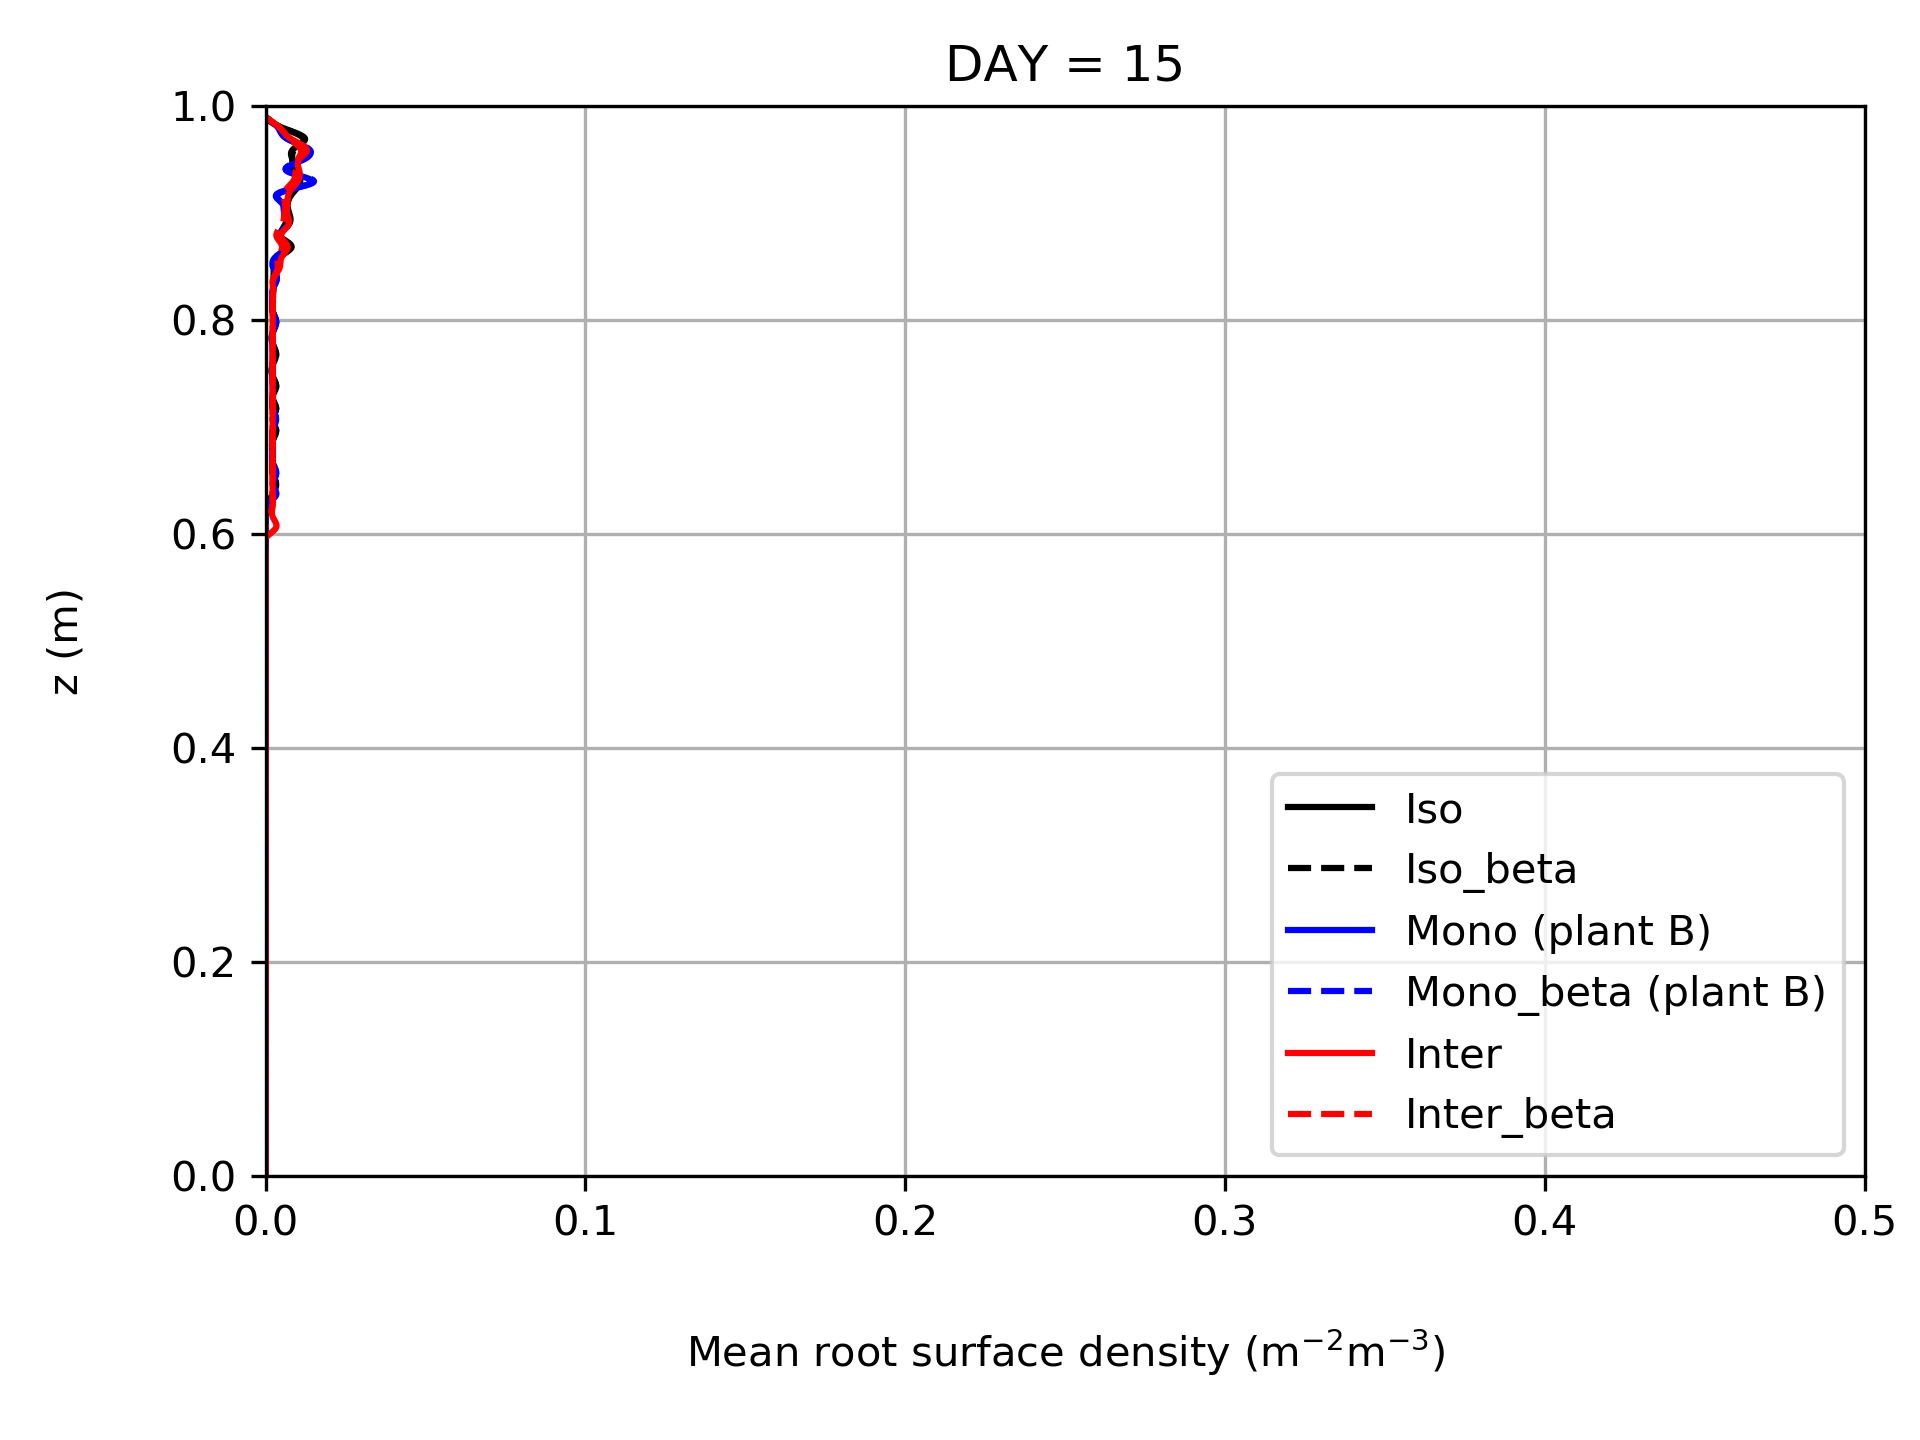 DAY = 15
1.0
0.8
0.6
0.4
0.2
0.0
z (m)
0.0 0.1 0.2 0.3 0.4 0.5
Mean root surface density (m⁻²m⁻³)
Iso
Iso_beta
Mono (plant B)
Mono_beta (plant B)
Inter
Inter_beta